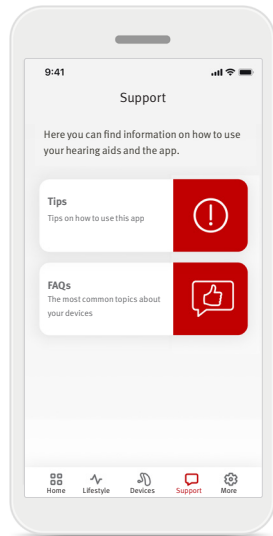 9:41
Support
Here you can find information on how to use
your hearing aids and the app.
Tips
Tips on how to use this app
FAQs
The most common topics about
your devices
Home Lifestyle Devices Support More